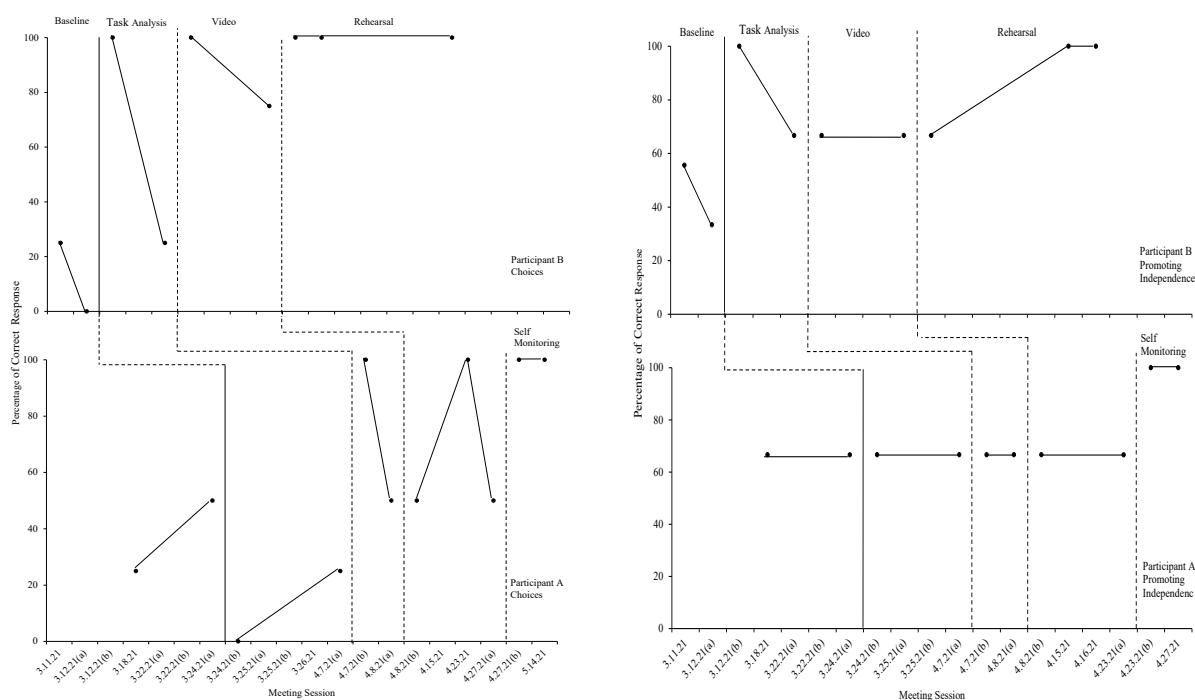 Baseline
Task Analysis
Video
Rehearsal
100
80
60
40
20
0
Participant B
Choices
Percentage of Correct Response
Self
Monitoring
100
80
60
40
20
0
Participant A
Choices
3.11.21
3.12.21(a)
3.12.21(b)
3.18.21
3.22.21(a)
3.22.21(b)
3.24.21(a)
3.24.21(b)
3.25.21(a)
3.25.21(b)
3.26.21
4.7.21(a)
4.7.21(b)
4.8.21(a)
4.8.21(b)
4.15.21
4.23.21
4.27.21(a)
4.27.21(b)
5.14.21
Meeting Session
Baseline
Task Analysis
Video
Rehearsal
100
80
60
40
20
0
Participant B
Promoting
Independence
Percentage of Correct Response
Self
Monitoring
100
80
60
40
20
0
Participant A
Promoting
Independenc
3.11.21
3.12.21(a)
3.12.21(b)
3.18.21
3.22.21(a)
3.22.21(b)
3.24.21(a)
3.24.21(b)
3.25.21(a)
3.25.21(b)
4.7.21(a)
4.7.21(b)
4.8.21(a)
4.8.21(b)
4.15.21
4.16.21
4.23.21(a)
4.23.21(b)
4.27.21
Meeting Session